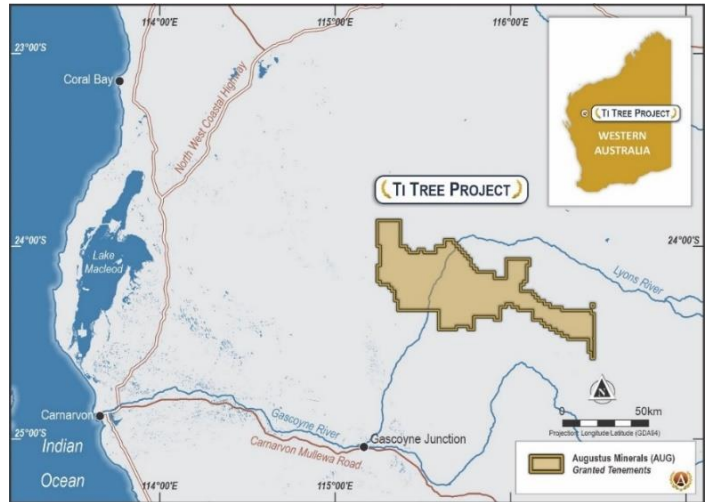 114°00'E
115°00'E
116°00'E
23°00'S
Coral Bay
North West Coastal Highway
TI TREE PROJECT
WESTERN
AUSTRALIA
TI TREE PROJECT
24°00'S
24°00'S
Lake
Macleod
Lyons River
Carnarvon
Gascoyne River
Gascoyne Junction
Carnarvon Mullewa Road
25°00'S
Indian
Ocean
N
0
50km
Projection: Longitude/Latitude (GDA94)
Augustus Minerals (AUG)
Granted Tenements
A
114°00'E
115°00'E
116°00'E